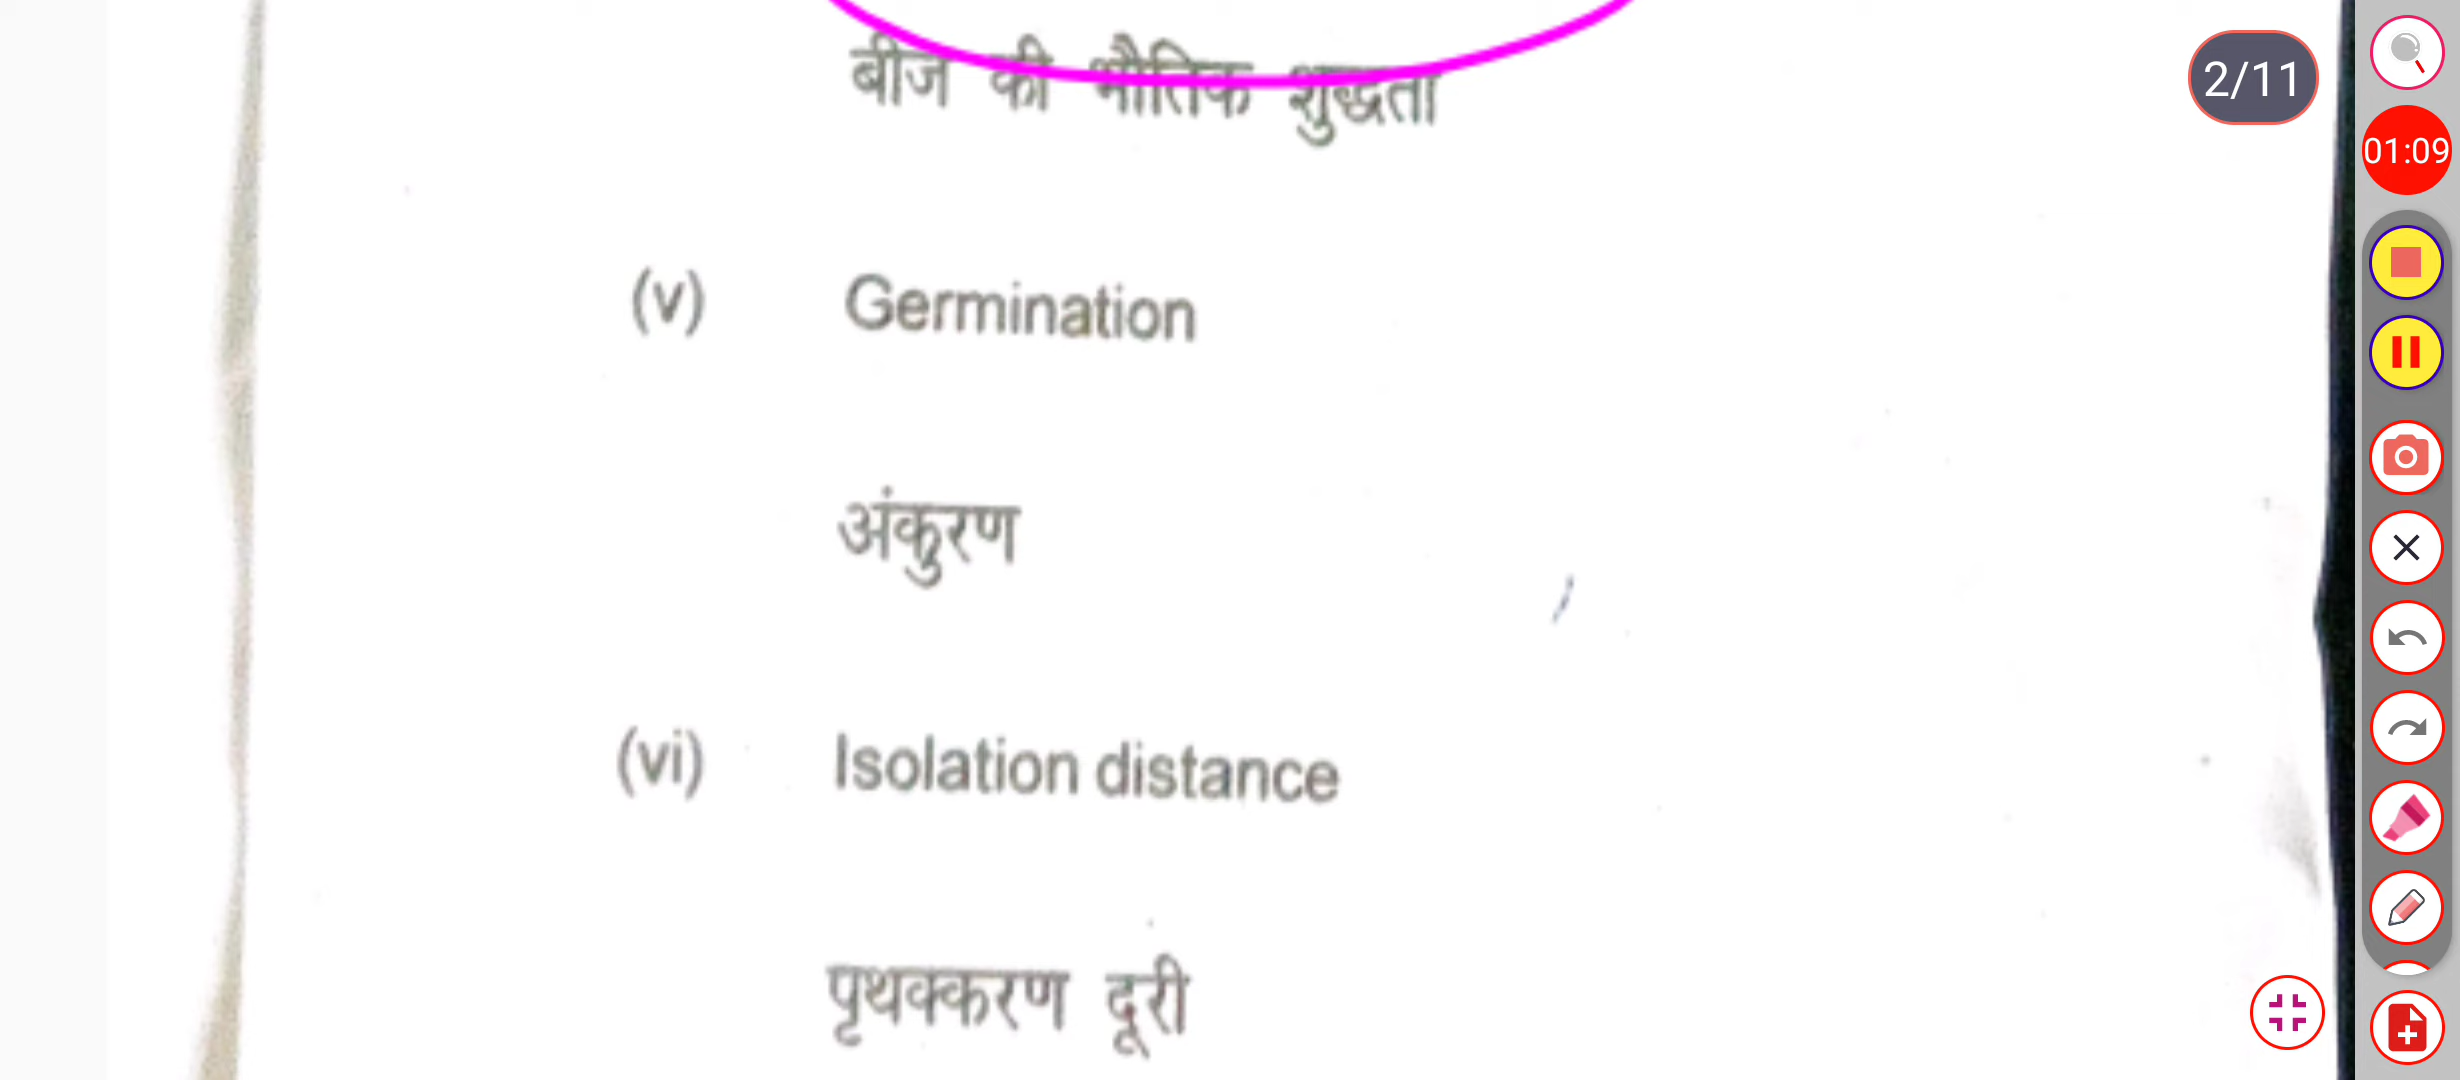 बीज की भौतिक शुद्धता
2/11
01:09
(v) Germination
अंकुरण
(vi) Isolation distance
पृथक्करण दूरी